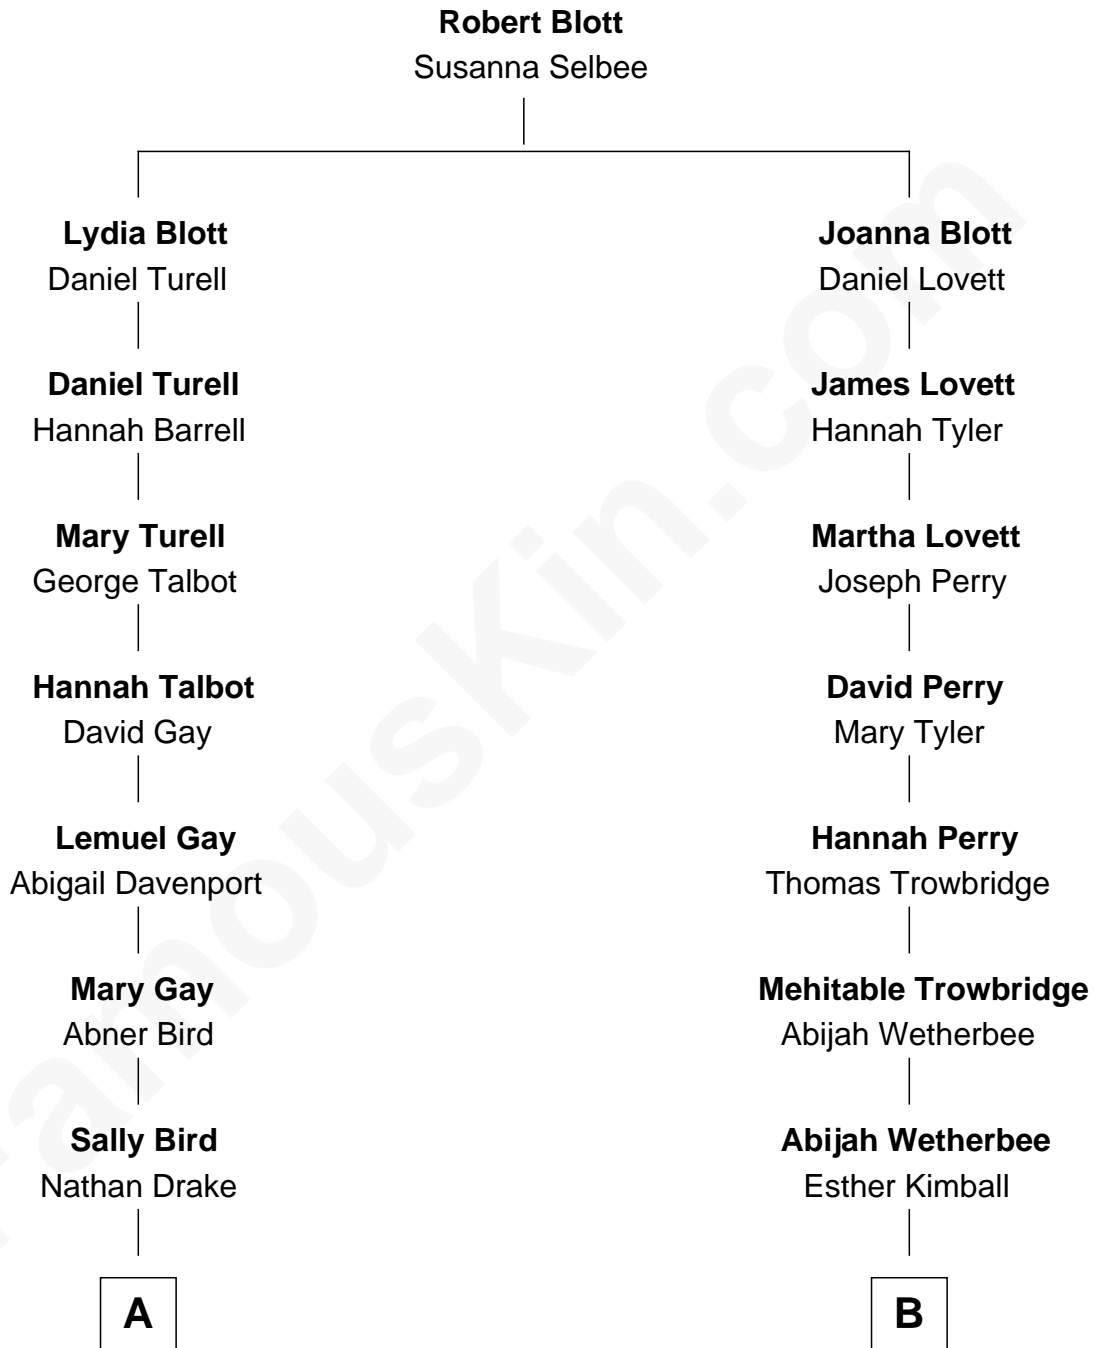 Robert Blott
Susanna Selbee
Lydia Blott
Daniel Turell
Daniel Turell
Hannah Barrell
Mary Turell
George Talbot
Hannah Talbot
David Gay
Lemuel Gay
Abigail Davenport
Mary Gay
Abner Bird
Sally Bird
Nathan Drake
A
Joanna Blott
Daniel Lovett
James Lovett
Hannah Tyler
Martha Lovett
Joseph Perry
David Perry
Mary Tyler
Hannah Perry
Thomas Trowbridge
Mehitable Trowbridge
Abijah Wetherbee
Abijah Wetherbee
Esther Kimball
B
FamousKin.com